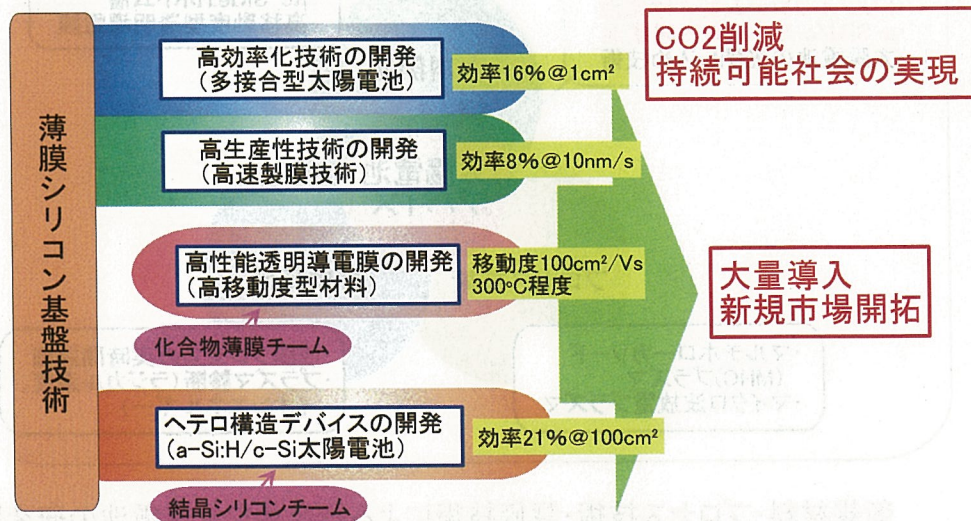 薄膜シリコン基盤技術
高効率化技術の開発
(多接合型太陽電池)
効率16%@1cm²
高生産性技術の開発
(高速製膜技術)
効率8%@10nm/s
高性能透明導電膜の開発
(高移動度型材料)
移動度100cm²/Vs
300℃程度
化合物薄膜チーム
ヘテロ構造デバイスの開発
(a-Si:H/c-Si太陽電池)
効率21%@100cm²
結晶シリコンチーム
CO2削減
持続可能社会の実現
大量導入
新規市場開拓